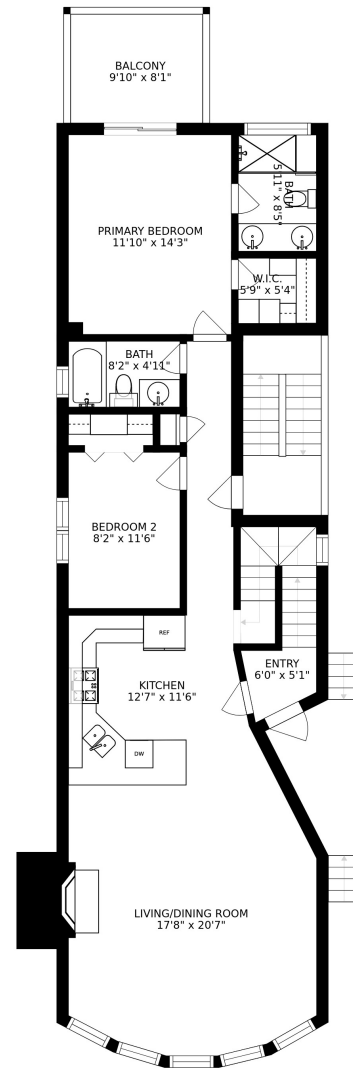 BALCONY
9'10" x 8'1"
BATH
5'11" x 8'5"
PRIMARY BEDROOM
11'10" x 14'3"
W.I.C.
5'9" x 5'4"
BATH
8'2" x 4'11"
BEDROOM 2
8'2" x 11'6"
REF
ENTRY
6'0" x 5'1"
KITCHEN
12'7" x 11'6"
DW
LIVING/DINING ROOM
17'8" x 20'7"